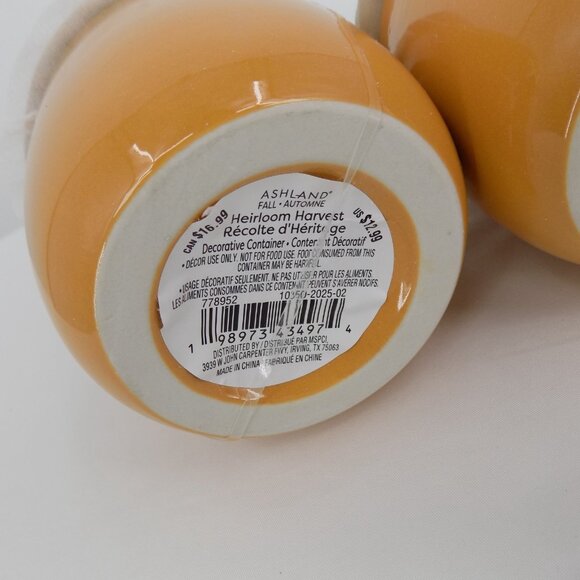 ASHLAND®
FALL • AUTOMNE
CAN $16.99
US $12.99
Heirloom Harvest
Récolte d'Héritage
Decorative Container • Contenant Décoratif
• DÉCOR USE ONLY. NOT FOR FOOD USE. FOOD CONSUMED FROM THIS
CONTAINER MAY BE HARMFUL.
• USAGE DÉCORATIF SEULEMENT. NE PAS UTILISER POUR LES ALIMENTS.
LES ALIMENTS CONSOMMÉS DANS CE CONTENANT PEUVENT S'AVÉRER NOCIFS.
778952 10350-2025-02
1 98973 43497 4
DISTRIBUTED BY / DISTRIBUÉ PAR MSPCI,
3939 W JOHN CARPENTER FWY, IRVING, TX 75063
MADE IN CHINA / FABRIQUÉ EN CHINE